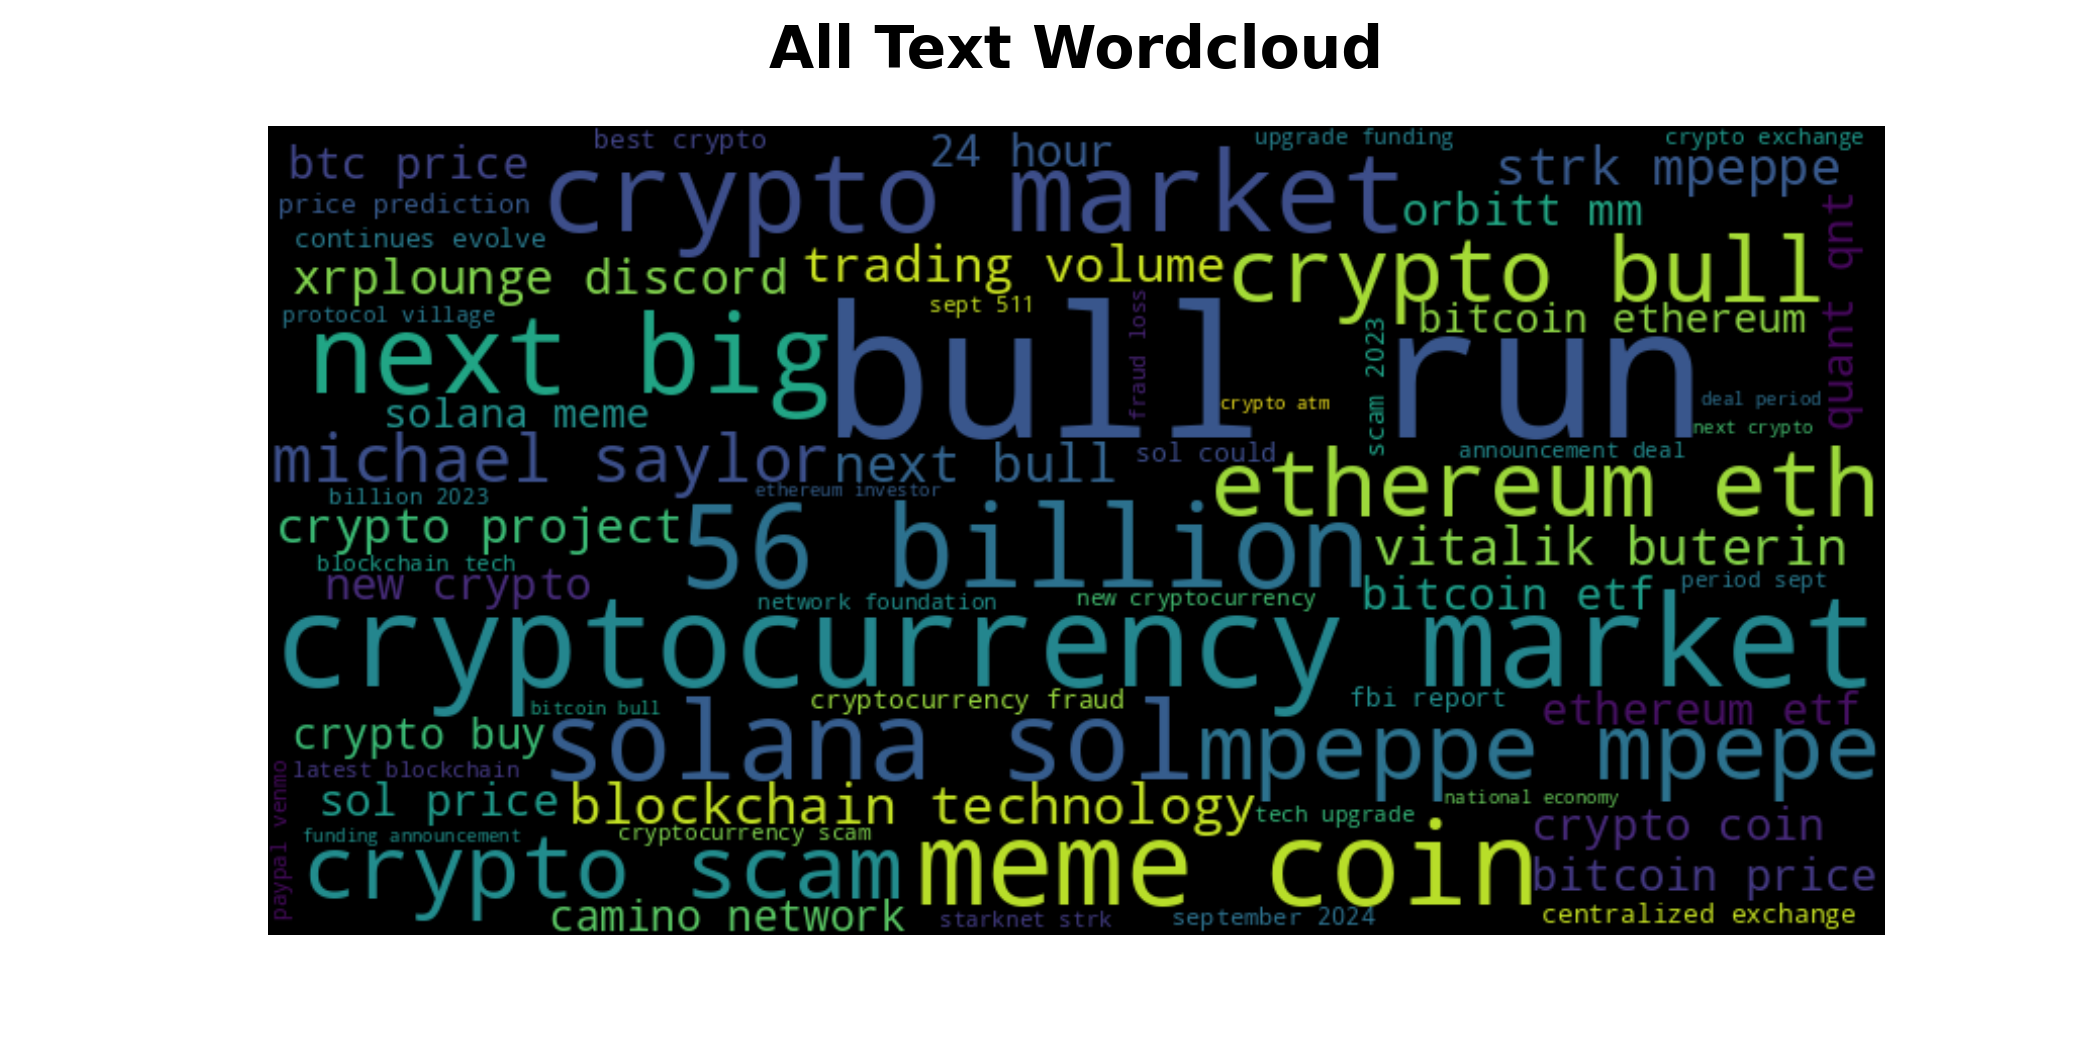 All Text Wordcloud
best crypto
24 hour
upgrade funding
crypto exchange
btc price
crypto market
strk mpeppe
price prediction
orbitt mm
quant qnt
continues evolve
xrplounge discord
trading volume
crypto bull
protocol village
sept 511
fraud loss
bitcoin ethereum
next big
bull run
scam 2023
solana meme
crypto atm
deal period
next crypto
michael saylor
next bull
sol could
announcement deal
billion 2023
ethereum investor
ethereum eth
crypto project
56 billion
vitalik buterin
blockchain tech
new crypto
network foundation
new cryptocurrency
bitcoin etf
period sept
cryptocurrency market
bitcoin bull
cryptocurrency fraud
fbi report
ethereum etf
crypto buy
solana sol
mpeppe mpepe
latest blockchain
paypal venmo
sol price
blockchain technology
tech upgrade
national economy
funding announcement
cryptocurrency scam
crypto coin
crypto scam
meme coin
bitcoin price
camino network
starknet strk
september 2024
centralized exchange